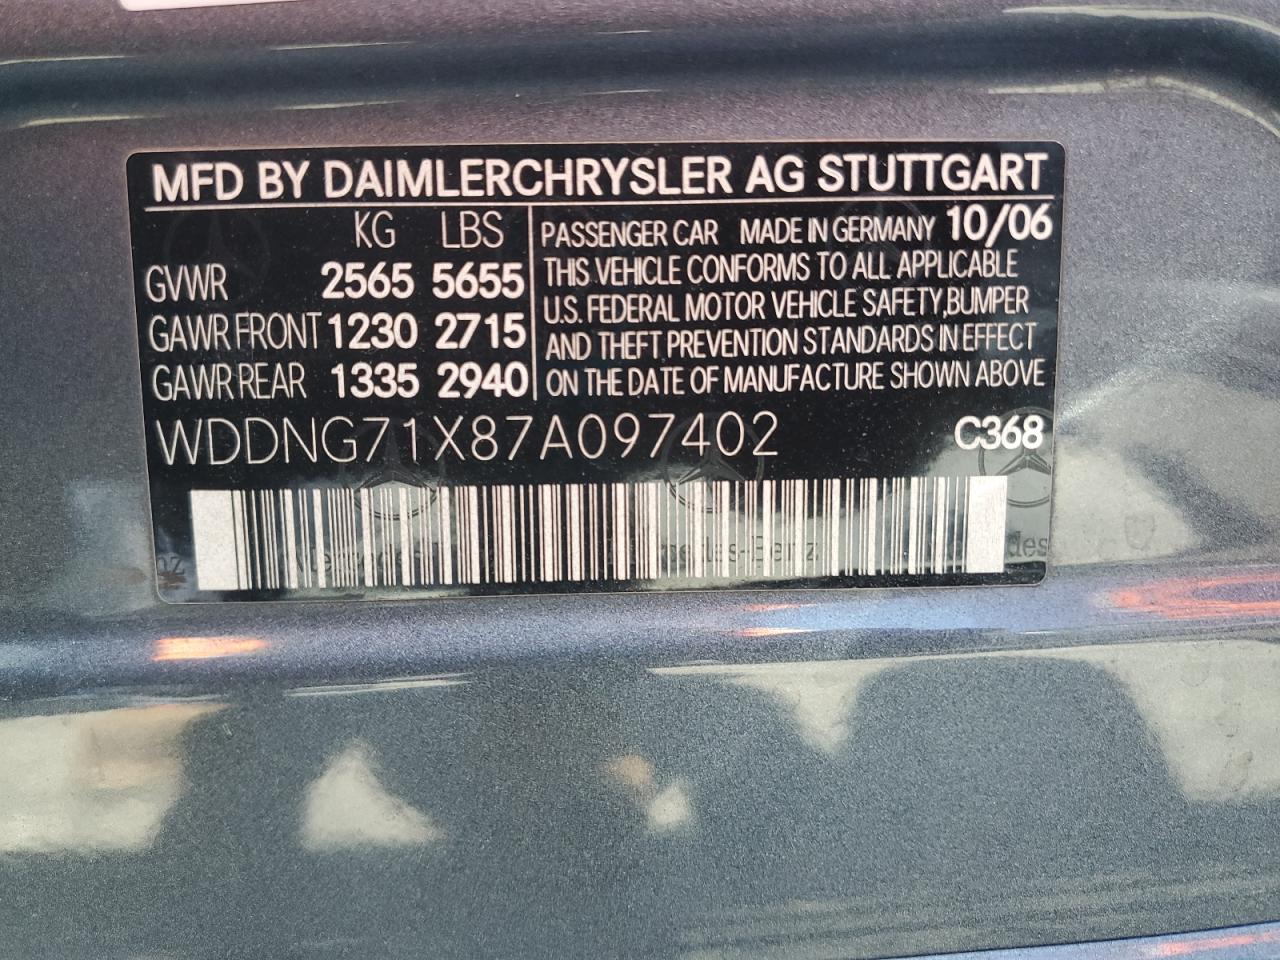 MFD BY DAIMLERCHRYSLER AG STUTTGART
KG LBS
GVWR 2565 5655
GAWR FRONT 1230 2715
GAWR REAR 1335 2940
PASSENGER CAR MADE IN GERMANY 10/06
THIS VEHICLE CONFORMS TO ALL APPLICABLE
U.S. FEDERAL MOTOR VEHICLE SAFETY,BUMPER
AND THEFT PREVENTION STANDARDS IN EFFECT
ON THE DATE OF MANUFACTURE SHOWN ABOVE
WDDNG71X87A097402 C368